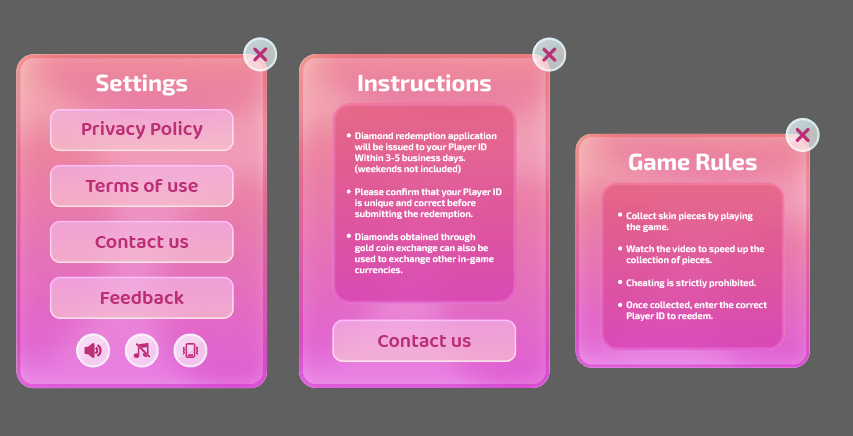 Settings
Privacy Policy
Terms of use
Contact us
Feedback
Instructions
• Diamond redemption application
will be issued to your Player ID
Within 3-5 business days.
(weekends not included)
• Please confirm that your Player ID
is unique and correct before
submitting the redemption.
• Diamonds obtained through
gold coin exchange can also be
used to exchange other in-game
currencies.
Contact us
Game Rules
• Collect skin pieces by playing
the game.
• Watch the video to speed up the
collection of pieces.
• Cheating is strictly prohibited.
• Once collected, enter the correct
Player ID to reedem.